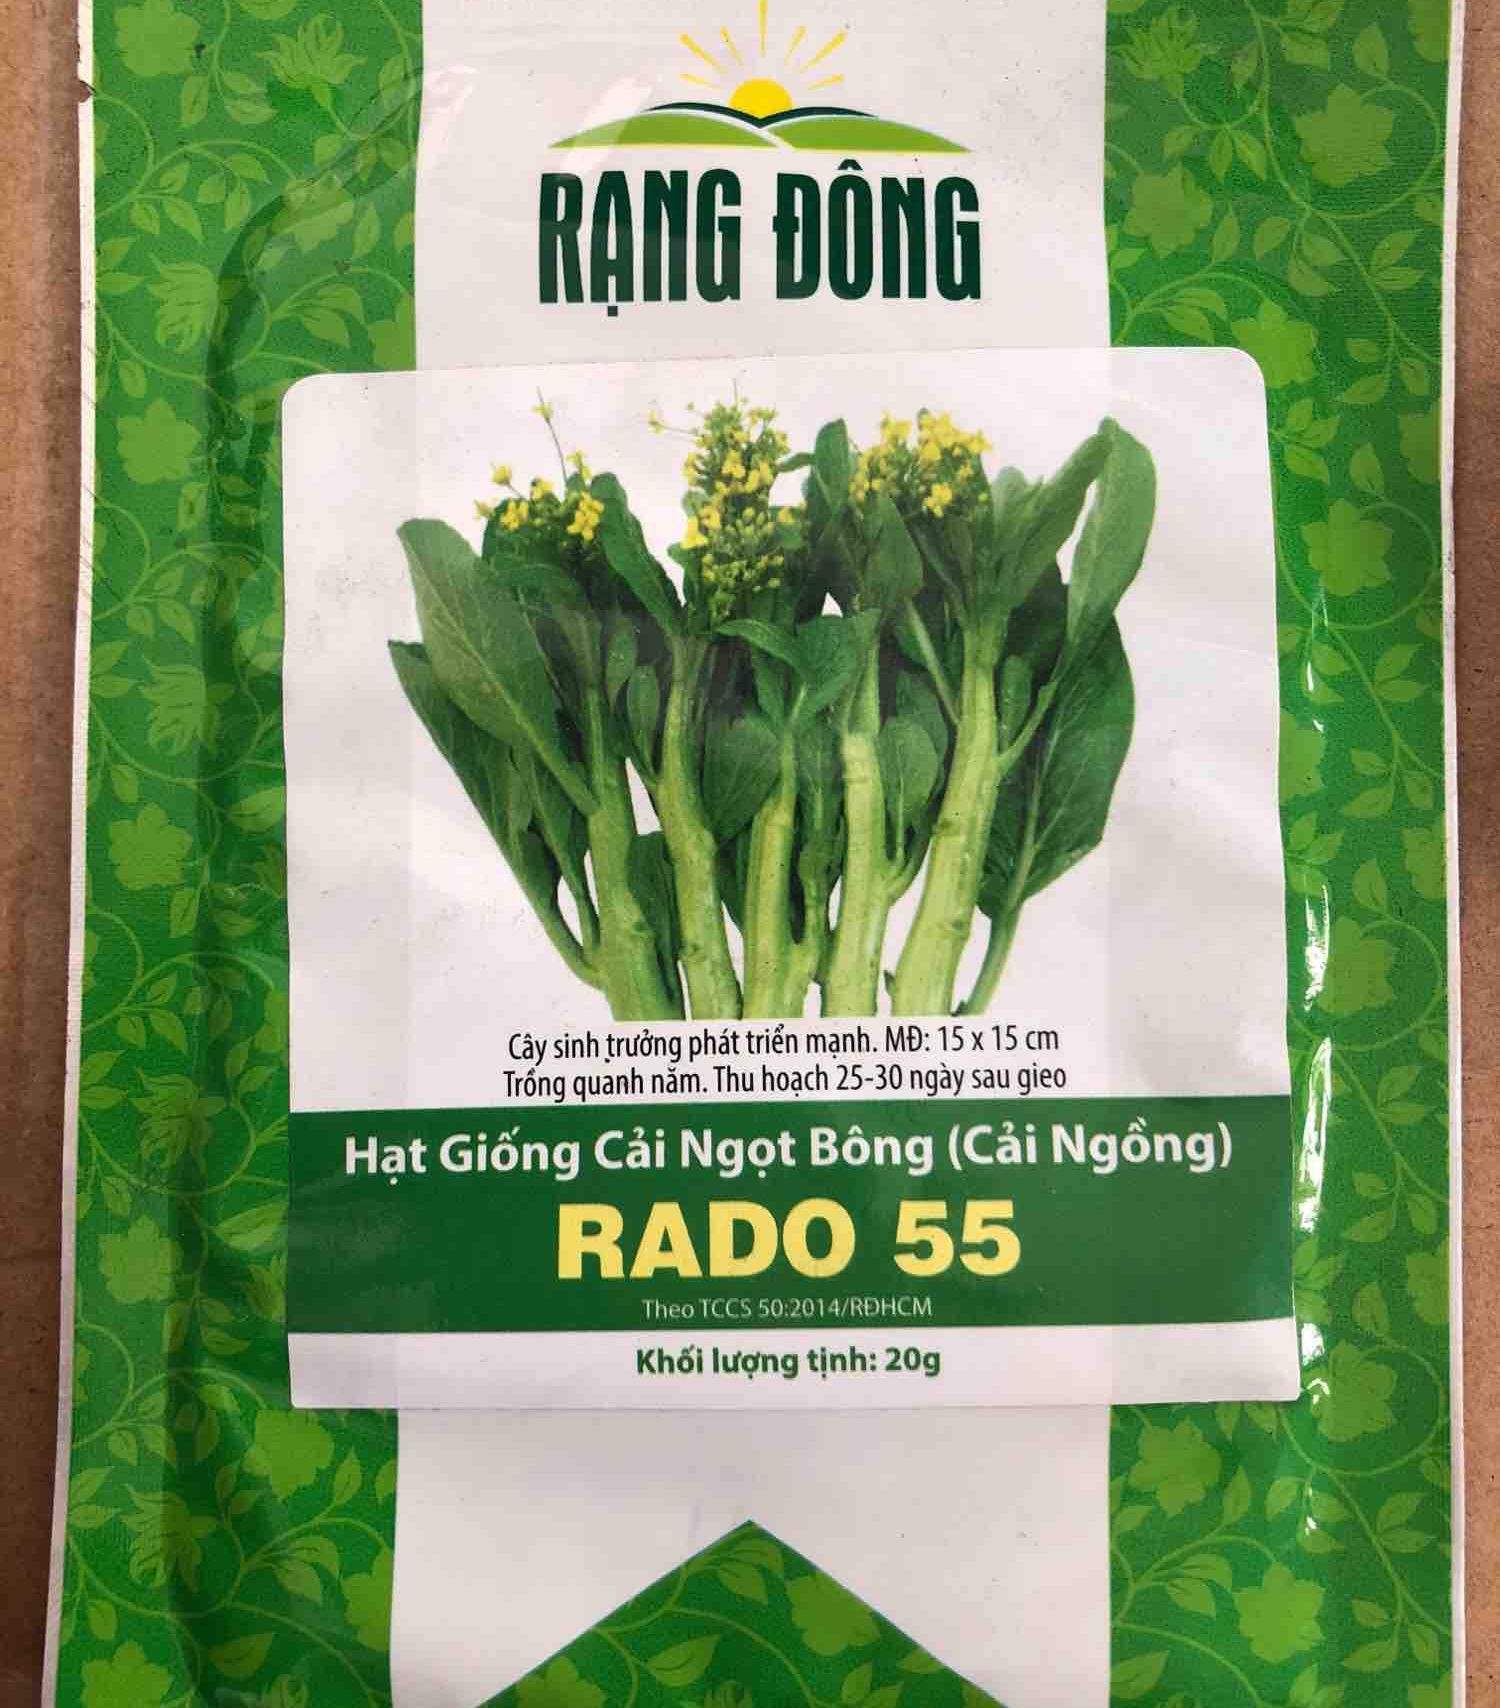 RẠNG ĐÔNG
Cây sinh trưởng phát triển mạnh. MĐ: 15 x 15 cm
Trồng quanh năm. Thu hoạch 25-30 ngày sau gieo
Hạt Giống Cải Ngọt Bông (Cải Ngồng)
RADO 55
Theo TCCS 50:2014/RĐHCM
Khối lượng tịnh: 20g